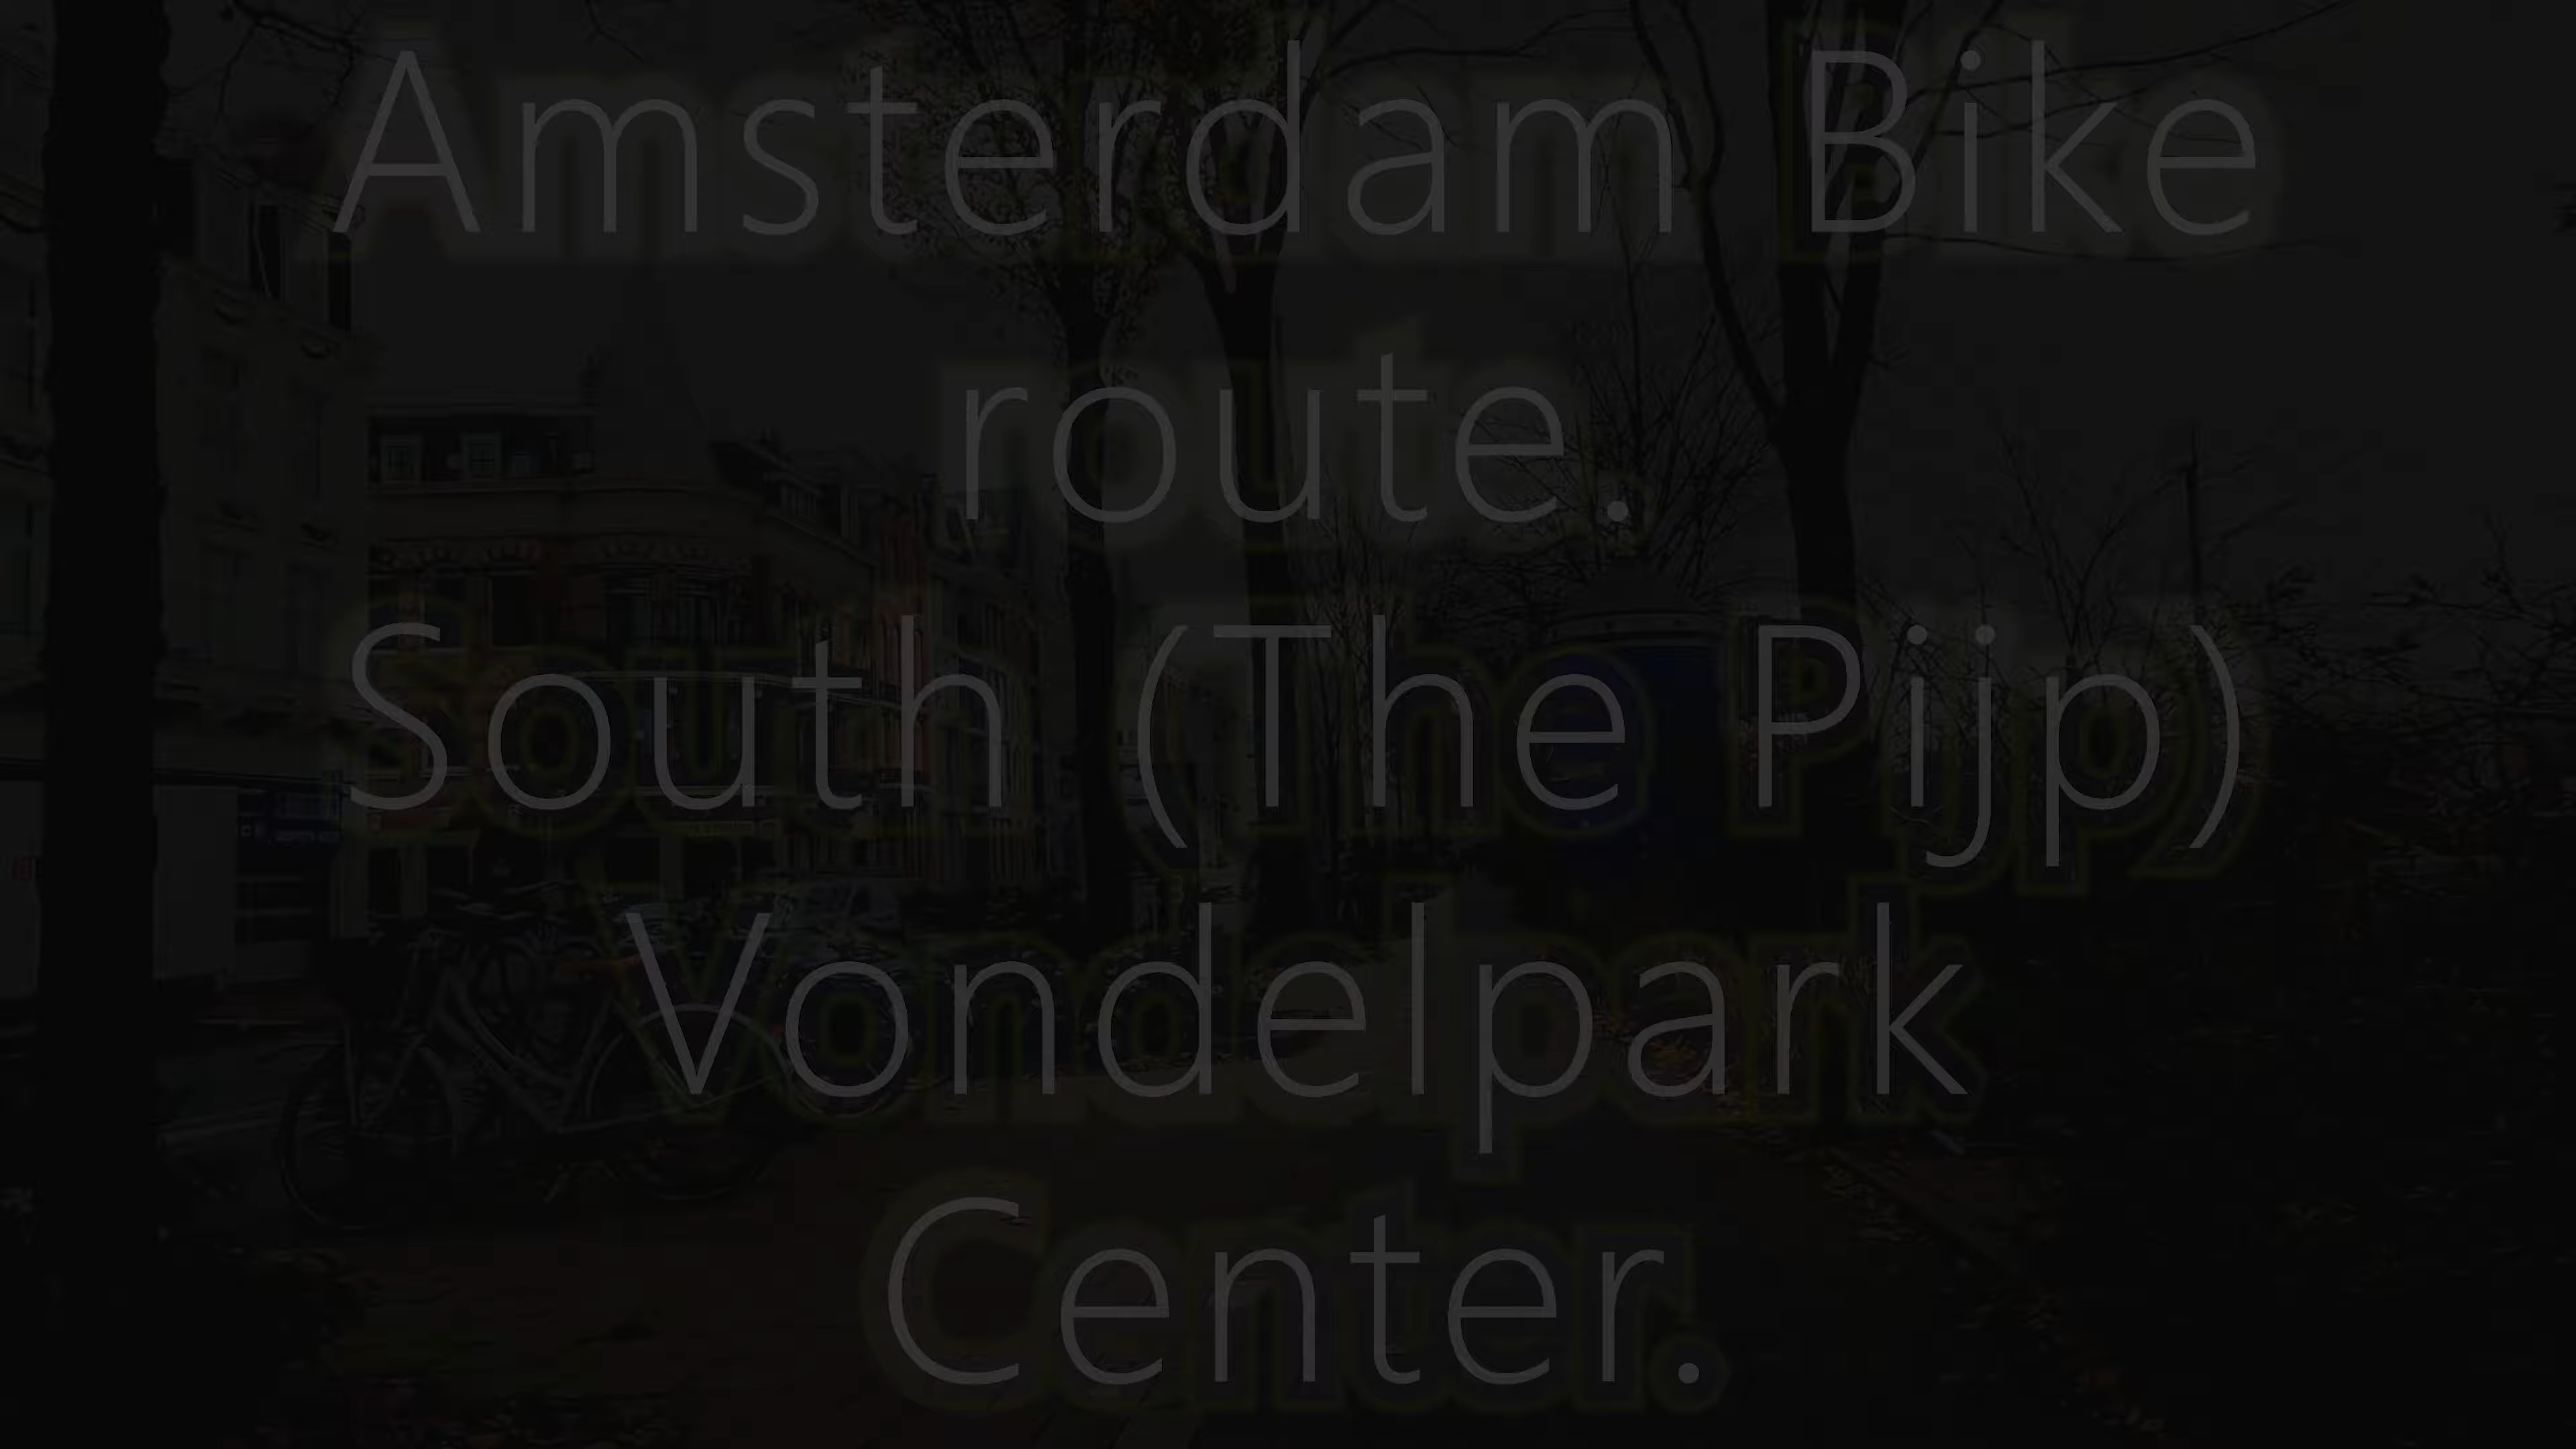 Amsterdam Bike
route.
South (The Pijp)
Vondelpark
Center.